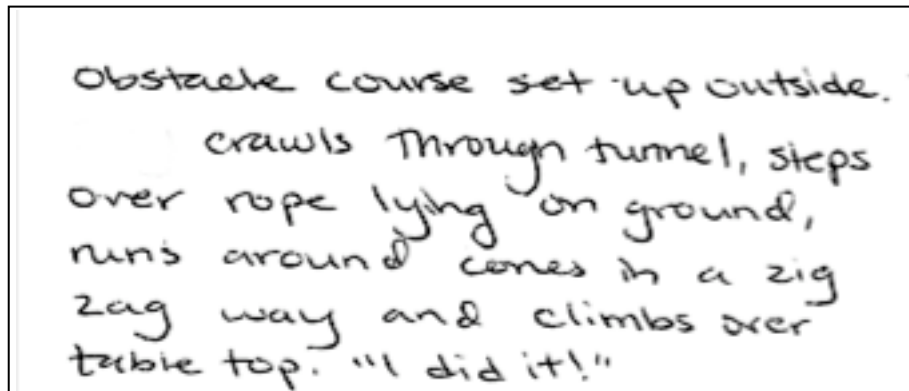 Obstacle course set up outside.
crawls Through tunnel, steps
over rope lying on ground,
runs around cones in a zig
zag way and climbs over
table top. "I did it!"